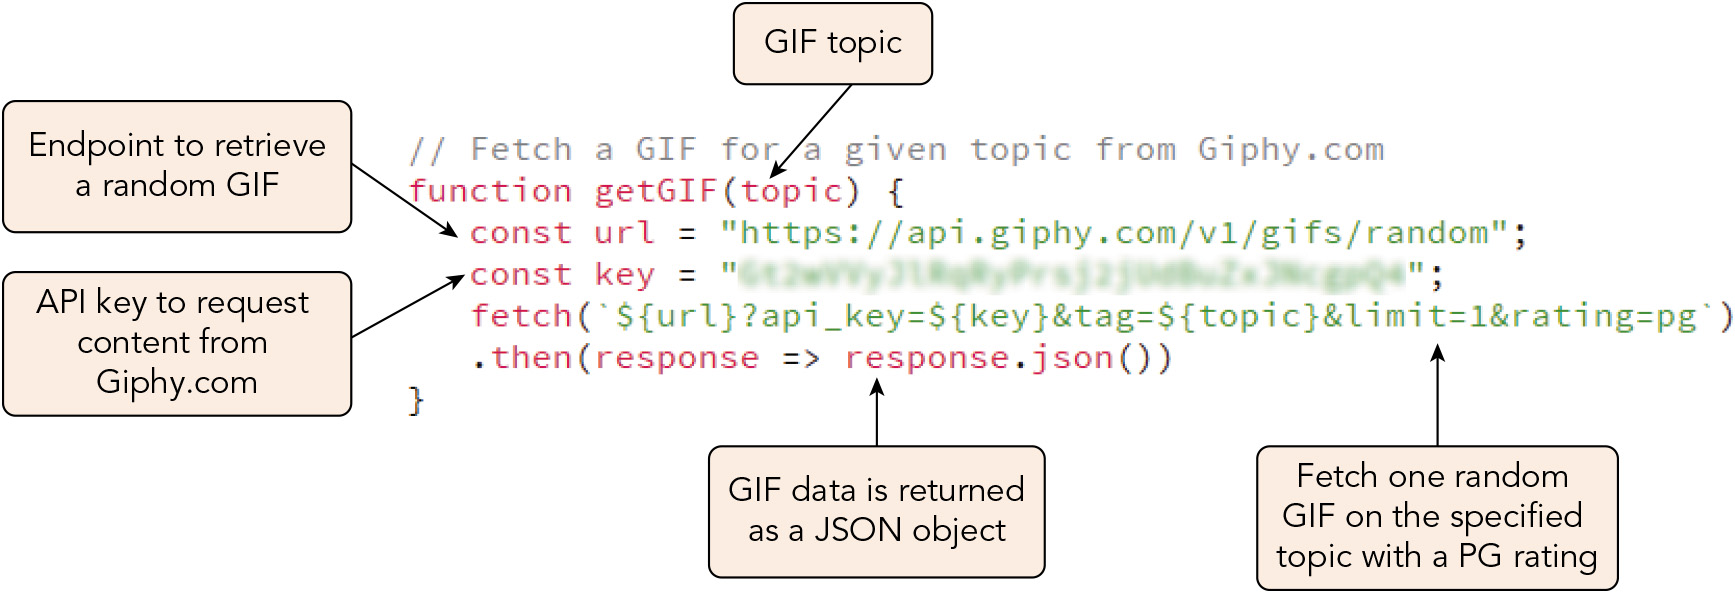 GIF topic
Endpoint to retrieve
a random GIF
API key to request
content from
Giphy.com
// Fetch a GIF for a given topic from Giphy.com
function getGIF(topic) {
const url = "https://api.giphy.com/v1/gifs/random";
const key = "";
fetch(`${url}?api_key=${key}&tag=${topic}&limit=1&rating=pg`)
.then(response => response.json())
}
GIF data is returned
as a JSON object
Fetch one random
GIF on the specified
topic with a PG rating